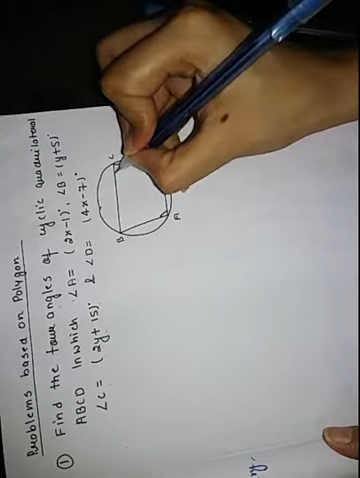 Problems based on Polygon
① Find the four angles of cyclic quadrilateral
ABCD In which ∠A = (2x-1)°, ∠B = (y+5)°
∠C = (2y+15)° & ∠D = (4x-7)°
C
B
A